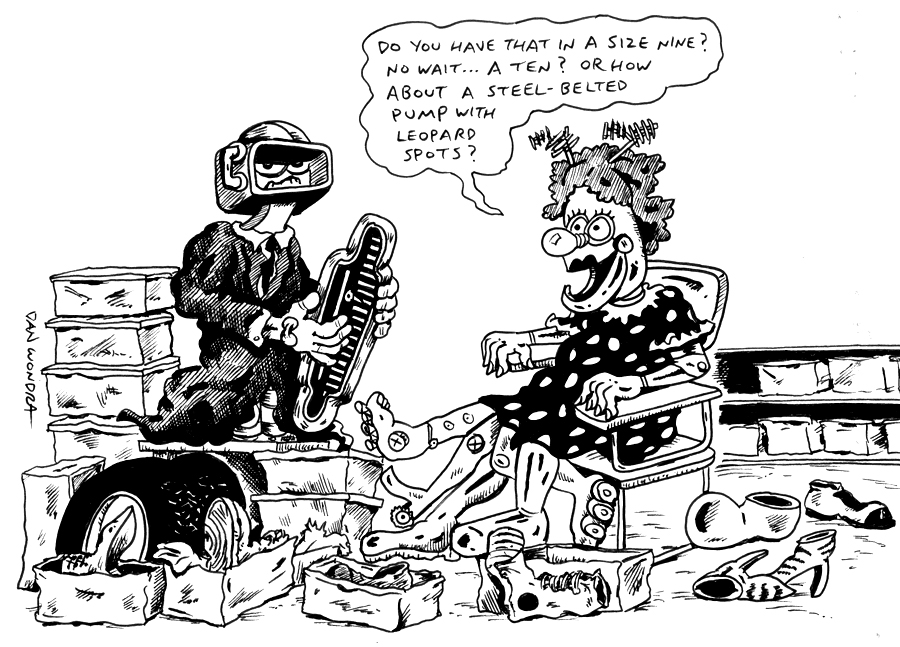 DO YOU HAVE THAT IN A SIZE NINE?
NO WAIT... A TEN? OR HOW
ABOUT A STEEL-BELTED
PUMP WITH
LEOPARD
SPOTS?
DAN WONDRA